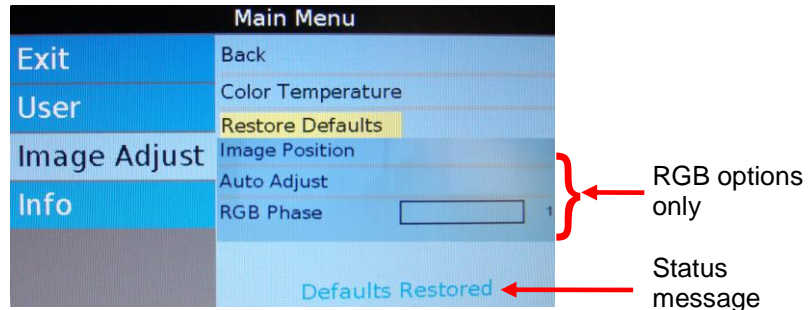 Main Menu
Exit
User
Image Adjust
Info
Back
Color Temperature
Restore Defaults
Image Position
Auto Adjust
RGB Phase 1
Defaults Restored
RGB options
only
Status
message